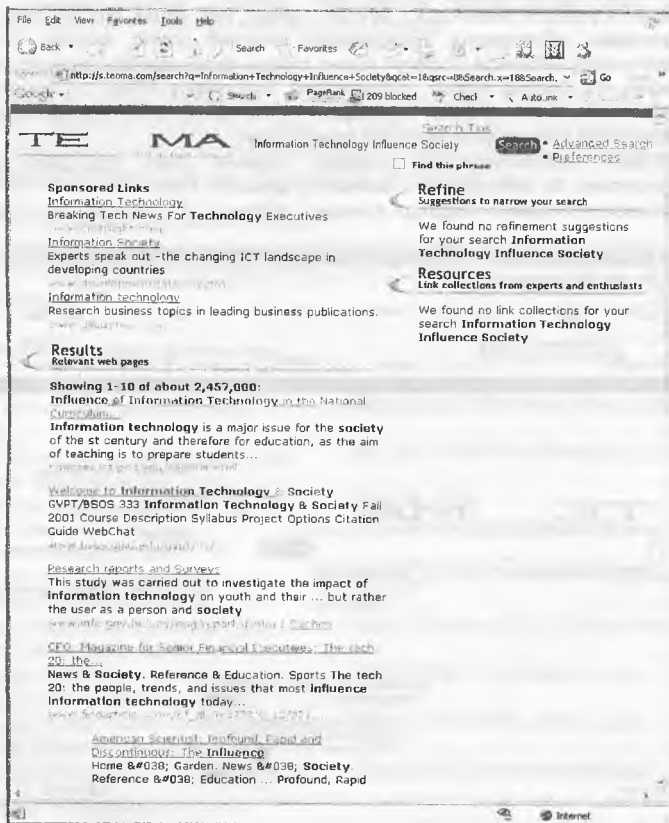 File Edit View Favorites Tools Help
Back Search Favorites
http://s.teoma.com/search?q=Information+Technology+Influence+Society&qcat=1&qsrc=0&Search.x=18&Search. Go
Google Search PageRank 209 blocked Check AutoLink
Search Tips
TE MA Information Technology Influence Society Search • Advanced Search
• Preferences
Find this phrase
Sponsored Links
Information Technology
Breaking Tech News For Technology Executives
Information Society
Experts speak out -the changing ICT landscape in
developing countries
Information technology
Research business topics in leading business publications.
Refine
Suggestions to narrow your search
We found no refinement suggestions
for your search Information
Technology Influence Society
Resources
Link collections from experts and enthusiasts
We found no link collections for your
search Information Technology
Influence Society
Results
Relevant web pages
Showing 1-10 of about 2,457,000:
Influence of Information Technology in the National
Curriculum...
Information technology is a major issue for the society
of the st century and therefore for education, as the aim
of teaching is to prepare students...
Welcome to Information Technology & Society
GVPT/BSOS 333 Information Technology & Society Fall
2001 Course Description Syllabus Project Options Citation
Guide WebChat
Research reports and Surveys
This study was carried out to investigate the impact of
information technology on youth and their ... but rather
the user as a person and society
Cached
CFO: Magazine for Senior Financial Executives: The tech
20: the...
News & Society. Reference & Education. Sports The tech
20: the people, trends, and issues that most influence
information technology today...
American Scientist, Profound, Rapid and
Discontinuous: The Influence
Home &#038; Garden. News &#038; Society.
Reference &#038; Education ... Profound, Rapid
Internet